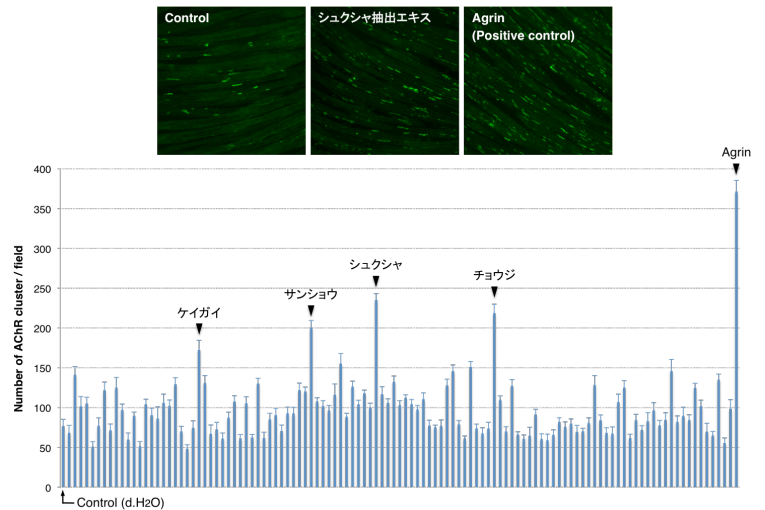 Control
シュクシャ抽出エキス
Agrin
(Positive control)
Agrin
シュクシャ
チョウジ
サンショウ
ケイガイ
Number of AChR cluster / field
400
350
300
250
200
150
100
50
0
Control (d.H2O)